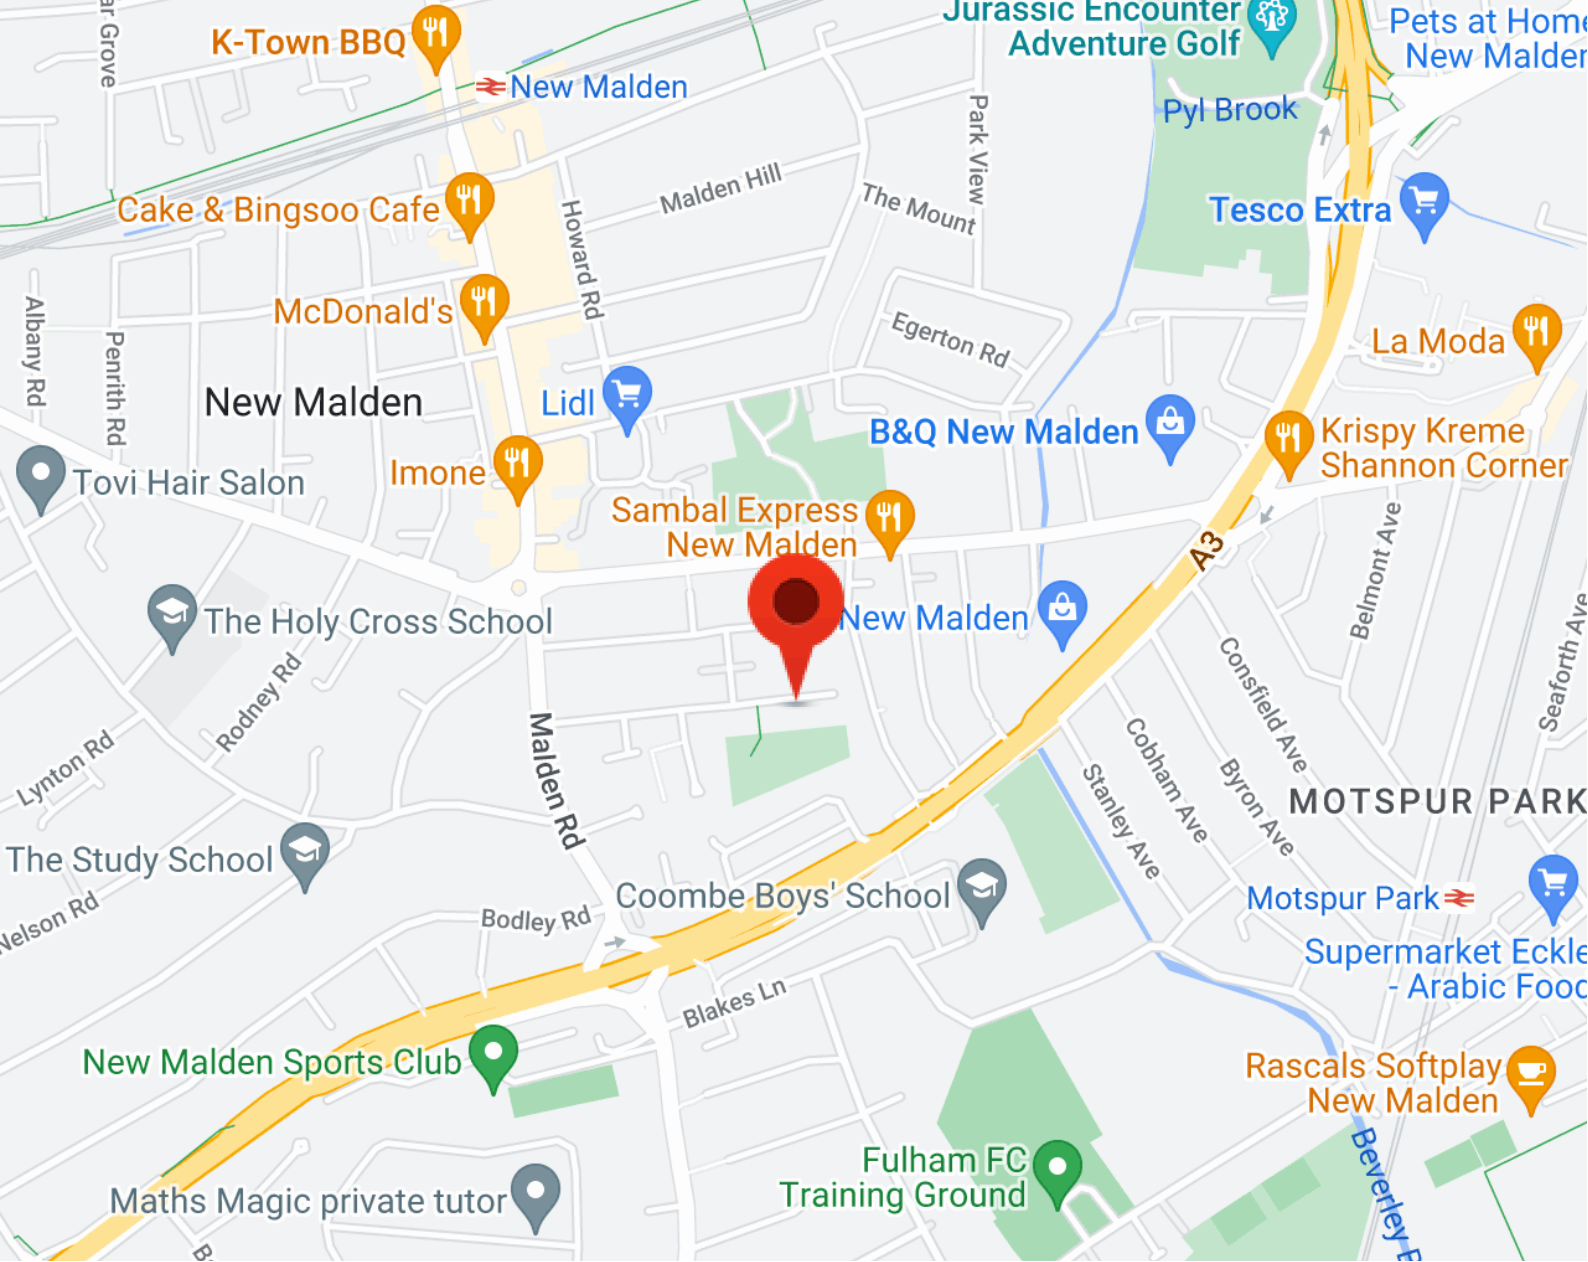 ar Grove
K-Town BBQ
New Malden
Jurassic Encounter
Adventure Golf
Pets at Home
New Malden
Pyl Brook
Park View
Malden Hill
The Mount
Cake & Bingsoo Cafe
Howard Rd
Tesco Extra
McDonald's
Albany Rd
Penrith Rd
Egerton Rd
La Moda
New Malden
Lidl
B&Q New Malden
Krispy Kreme
Shannon Corner
Imone
Tovi Hair Salon
Sambal Express
New Malden
A3
Belmont Ave
The Holy Cross School
New Malden
Rodney Rd
Consfield Ave
Seaforth Ave
Malden Rd
Lynton Rd
Cobham Ave
Byron Ave
Stanley Ave
MOTSPUR PARK
The Study School
Coombe Boys' School
Motspur Park
Nelson Rd
Bodley Rd
Supermarket Eckle
- Arabic Food
Blakes Ln
New Malden Sports Club
Rascals Softplay
New Malden
Fulham FC
Training Ground
Maths Magic private tutor
Beverley B